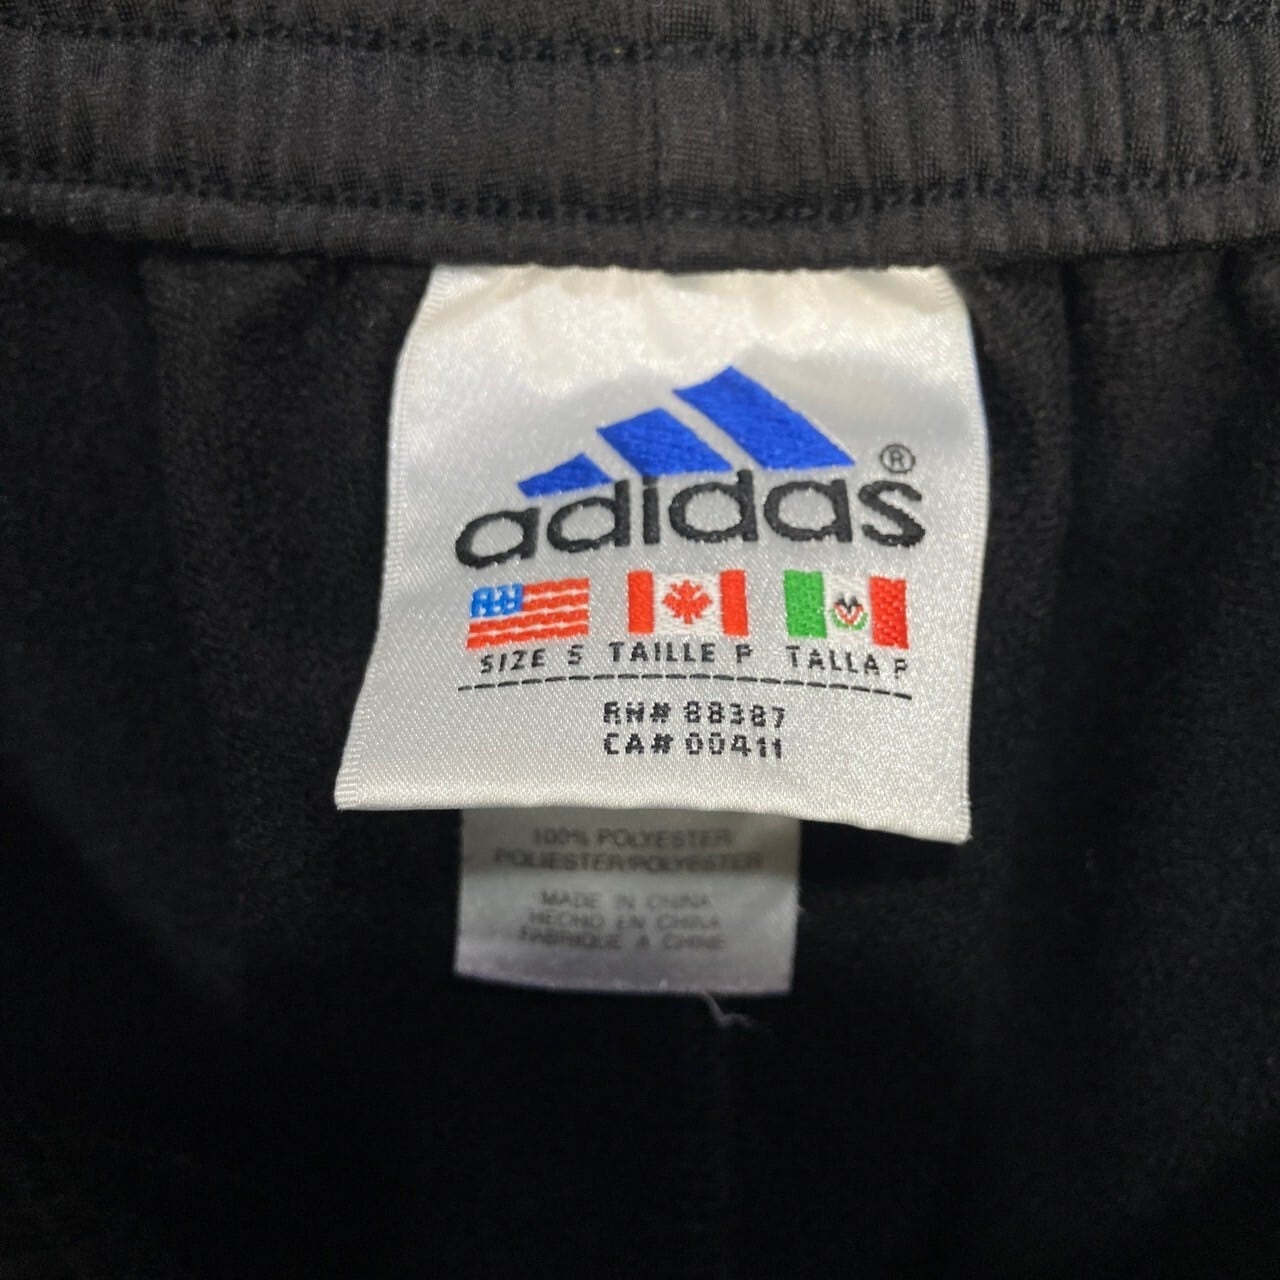 adidas®
SIZE S TAILLE P TALLA P
RN# 88387
CA# 00411
100% POLYESTER
POLIESTER/POLYESTER
MADE IN CHINA
HECHO EN CHINA
FABRIQUÉ À CHINE